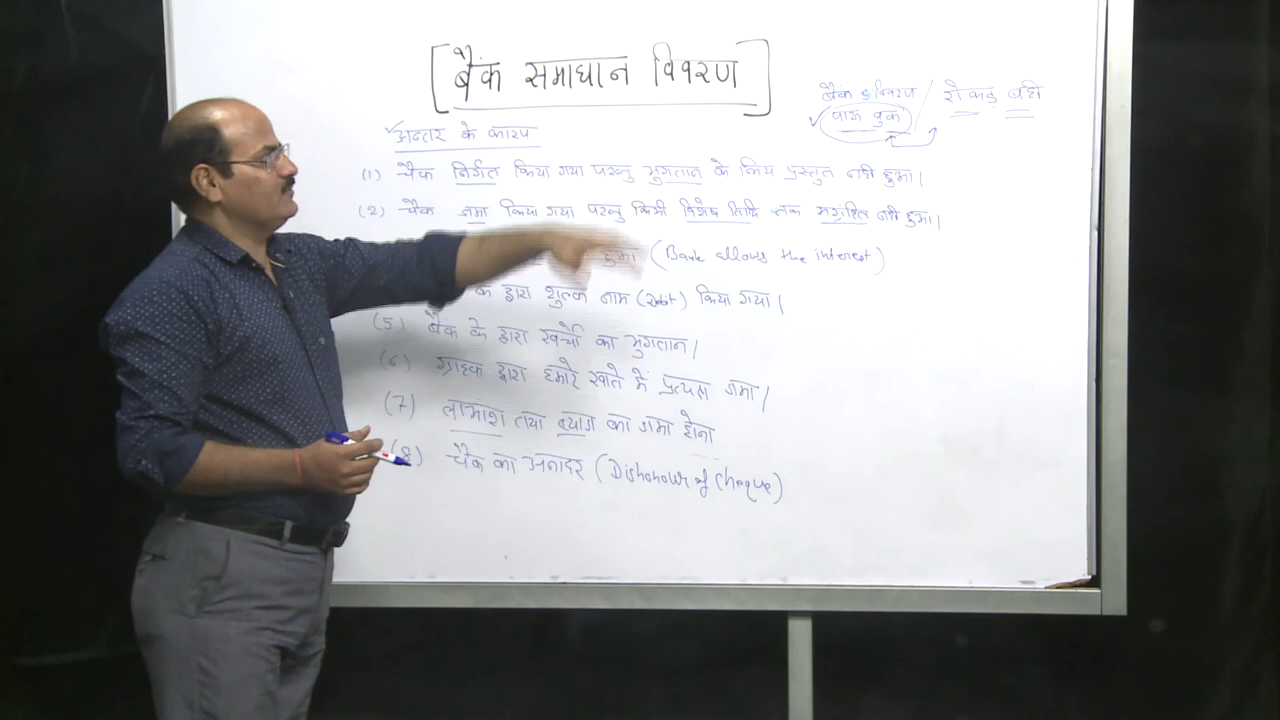 [बैंक समाधान विवरण]
बैंक विवरण / रोकड़ बही
पास बुक
अन्तर के कारण
(1) चैक निर्गत किया गया परन्तु भुगतान के लिय प्रस्तुत नही हुआ।
(2) चैक जमा किया गया परन्तु किसी विशेष तिथि तक संग्रहित नही हुआ।
हुआ (Bank allows the interest)
के द्वारा शुल्क नाम (Debit) किया गया।
(5) बैंक के द्वारा खर्चो का भुगतान।
(6) ग्राहक द्वारा हमारे खाते में प्रत्यक्ष जमा।
(7) लाभांश तथा ब्याज का जमा होना
(8) चैक का अनादर (Dishonour of Cheque)